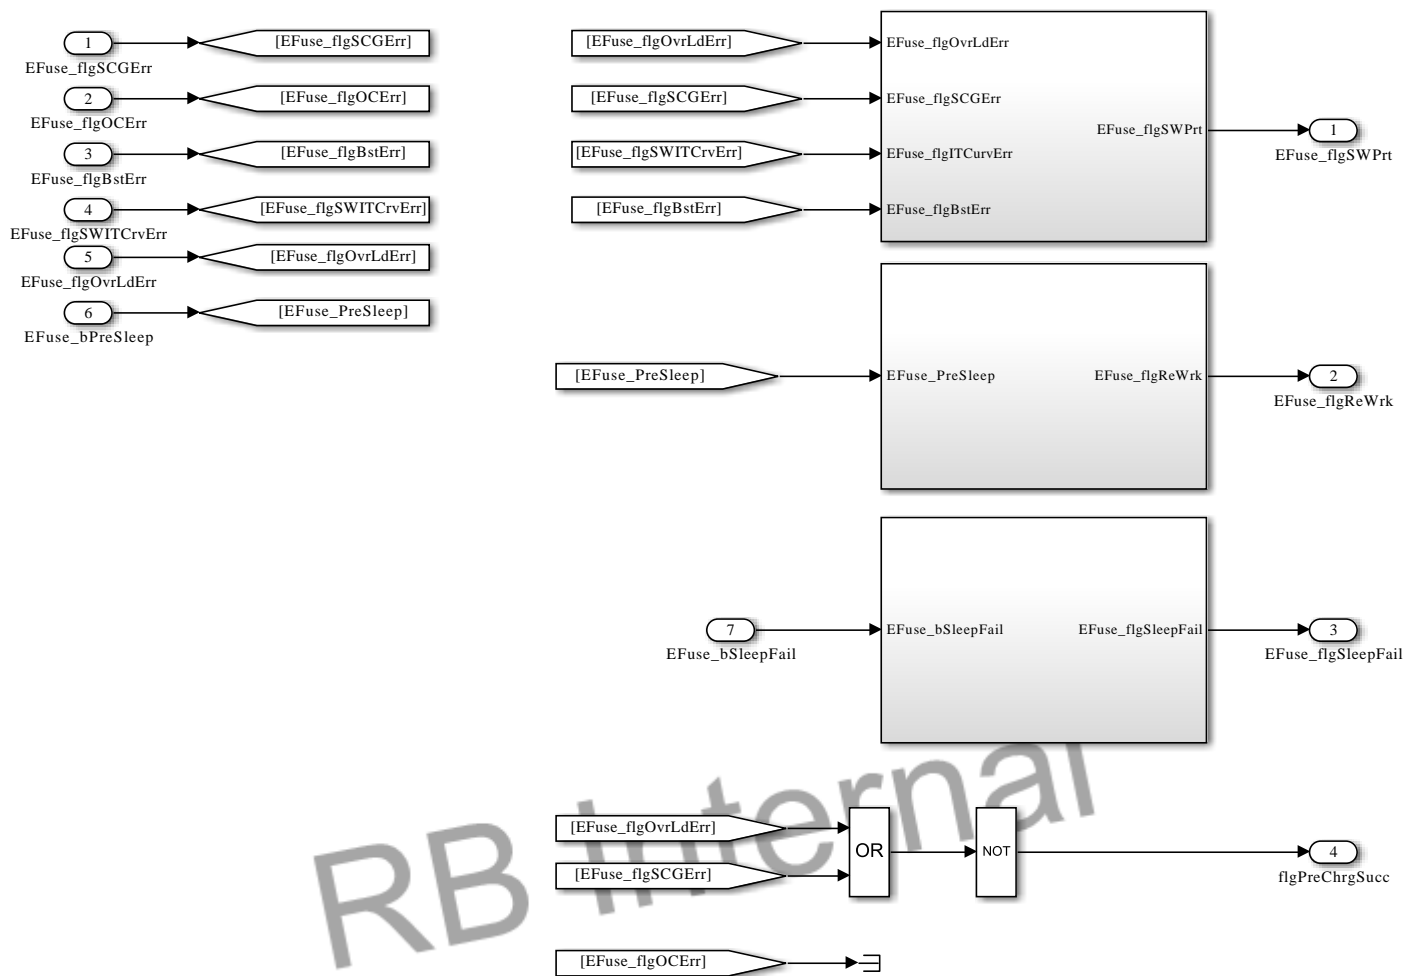 1
[EFuse_flgSCGErr]
EFuse_flgSCGErr
2
[EFuse_flgOCErr]
EFuse_flgOCErr
3
[EFuse_flgBstErr]
EFuse_flgBstErr
4
[EFuse_flgSWITCrvErr]
EFuse_flgSWITCrvErr
5
[EFuse_flgOvrLdErr]
EFuse_flgOvrLdErr
6
[EFuse_PreSleep]
EFuse_bPreSleep
[EFuse_flgOvrLdErr]
EFuse_flgOvrLdErr
[EFuse_flgSCGErr]
EFuse_flgSCGErr
[EFuse_flgSWITCrvErr]
EFuse_flgITCurvErr
[EFuse_flgBstErr]
EFuse_flgBstErr
EFuse_flgSWPrt
1
EFuse_flgSWPrt
[EFuse_PreSleep]
EFuse_PreSleep
EFuse_flgReWrk
2
EFuse_flgReWrk
7
EFuse_bSleepFail
EFuse_bSleepFail
EFuse_flgSleepFail
3
EFuse_flgSleepFail
[EFuse_flgOvrLdErr]
[EFuse_flgSCGErr]
OR
NOT
4
flgPreChrgSucc
[EFuse_flgOCErr]
RB Internal